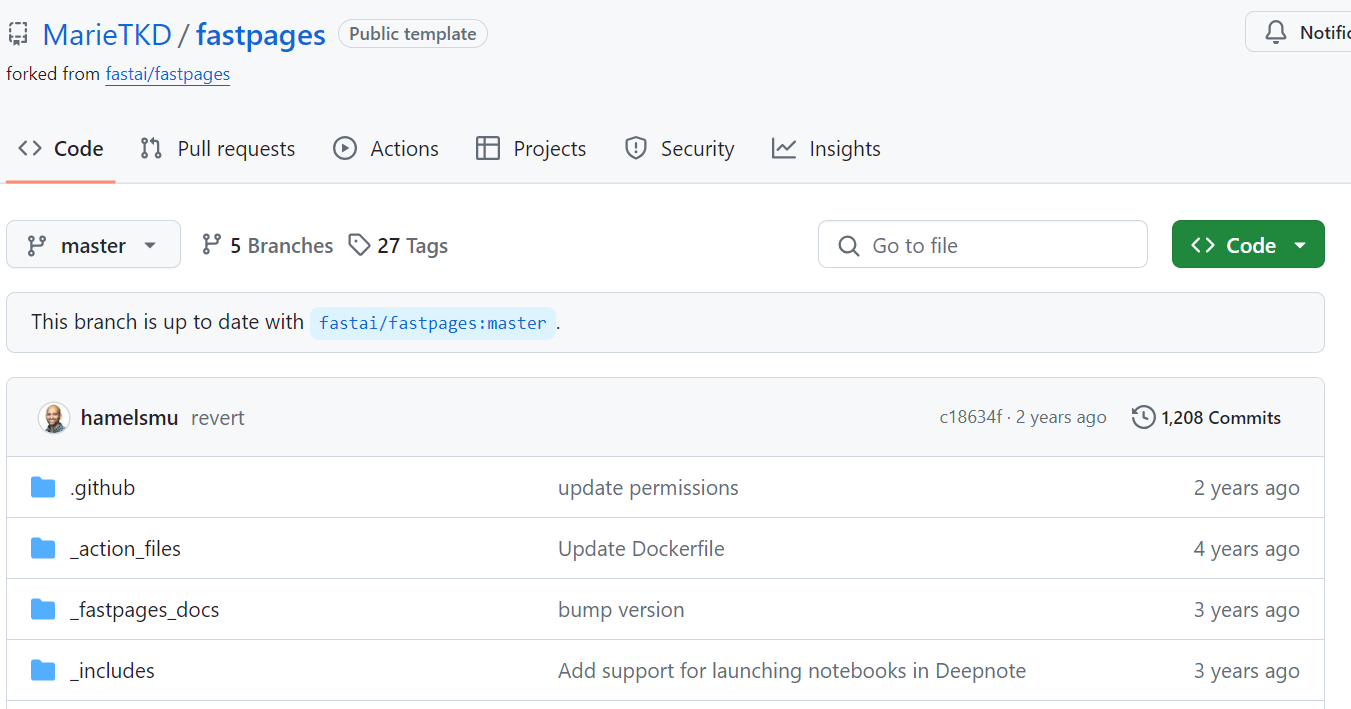 MarieTKD / fastpages Public template Notific
forked from fastai/fastpages
Code Pull requests Actions Projects Security Insights
master 5 Branches 27 Tags Go to file Code
This branch is up to date with fastai/fastpages:master .
hamelsmu revert c18634f · 2 years ago 1,208 Commits
.github update permissions 2 years ago
_action_files Update Dockerfile 4 years ago
_fastpages_docs bump version 3 years ago
_includes Add support for launching notebooks in Deepnote 3 years ago